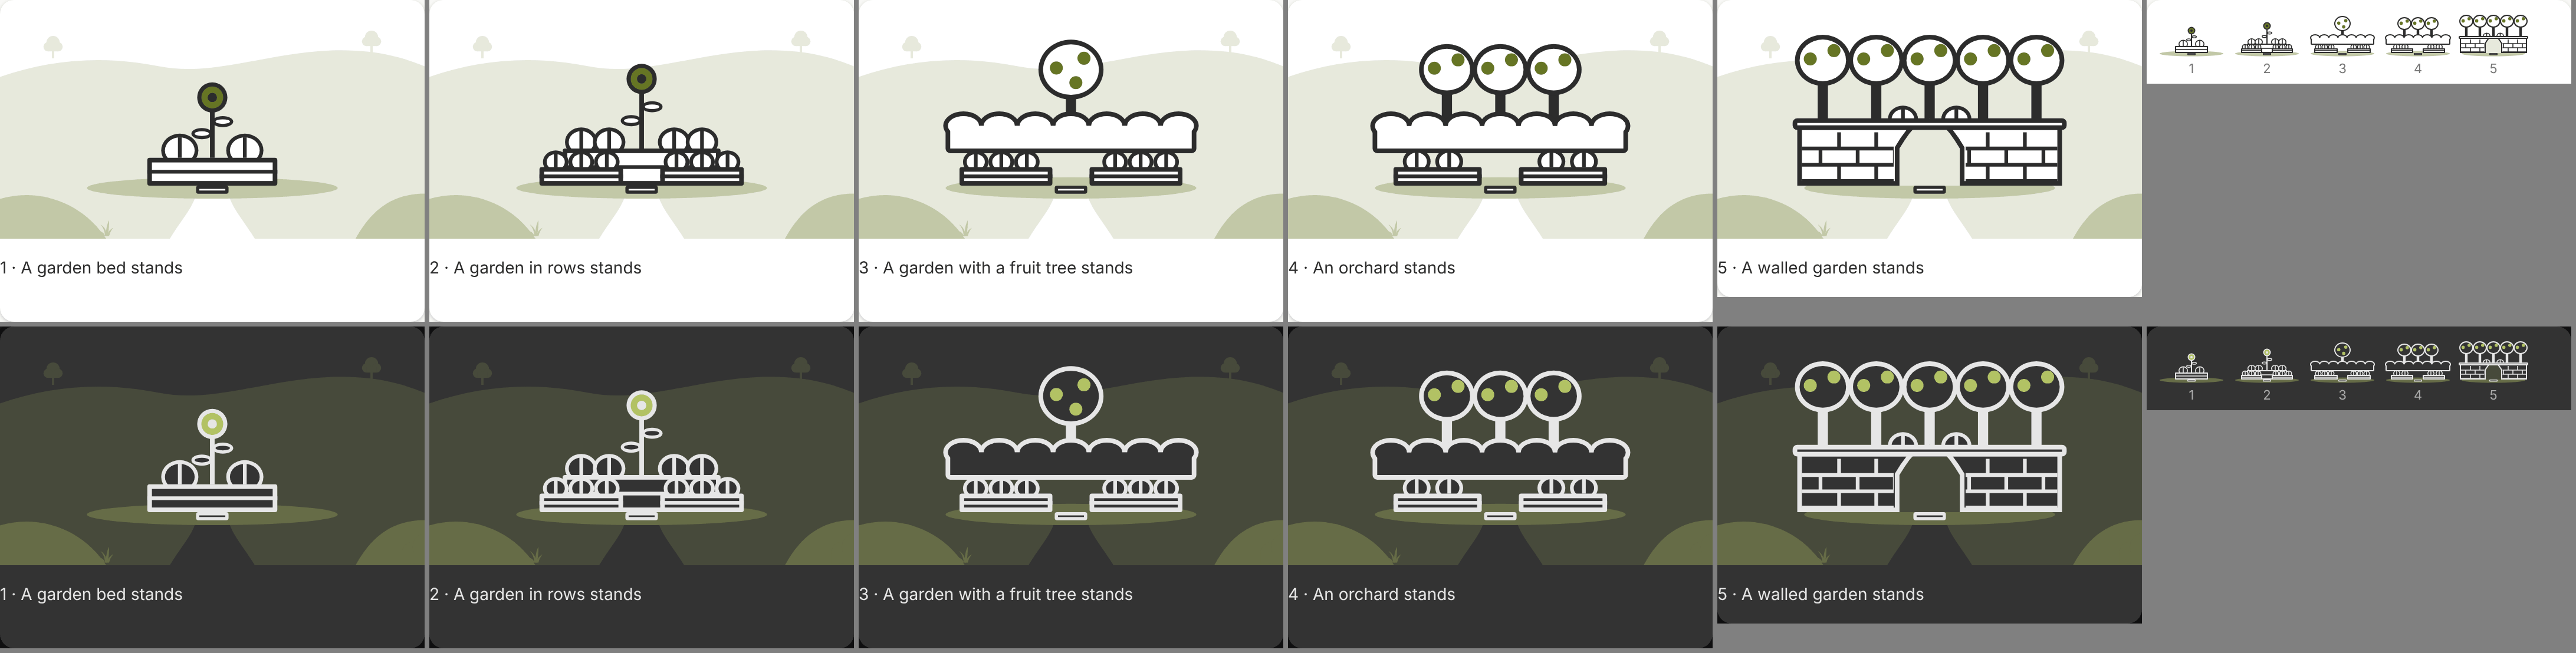 1 · A garden bed stands
2 · A garden in rows stands
3 · A garden with a fruit tree stands
4 · An orchard stands
5 · A walled garden stands
1 2 3 4 5
1 · A garden bed stands
2 · A garden in rows stands
3 · A garden with a fruit tree stands
4 · An orchard stands
5 · A walled garden stands
1 2 3 4 5